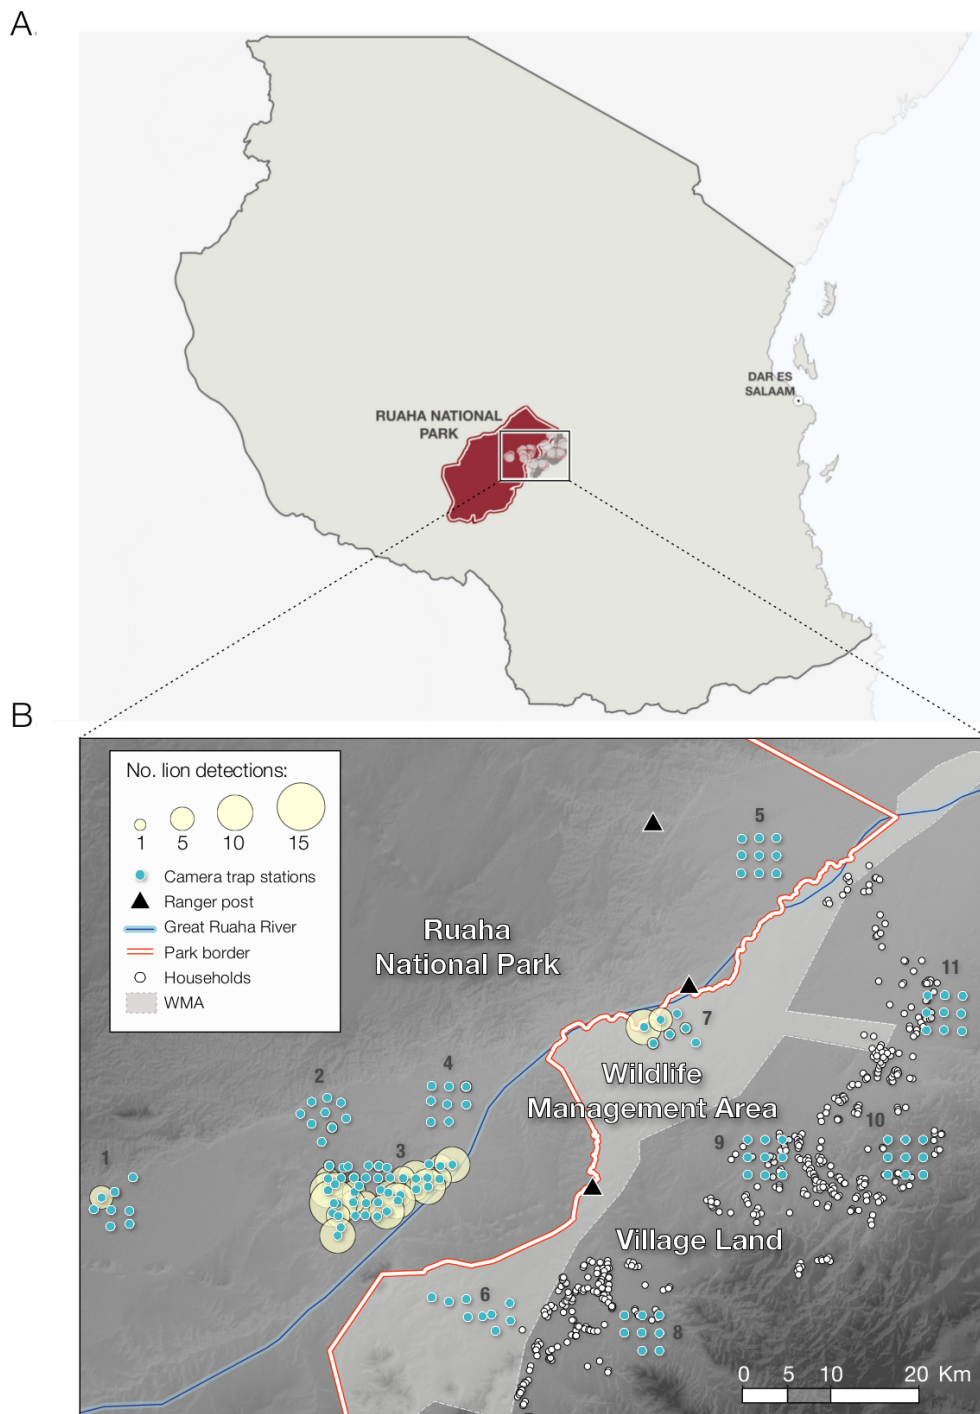 A.
RUAHA NATIONAL
PARK
DAR ES
SALAAM
B
No. lion detections:
1 5 10 15
Camera trap stations
Ranger post
Great Ruaha River
Park border
Households
WMA
5
Ruaha
National Park
11
7
2
4
Wildlife
Management Area
10
9
3
1
Village Land
6
8
0 5 10 20 Km